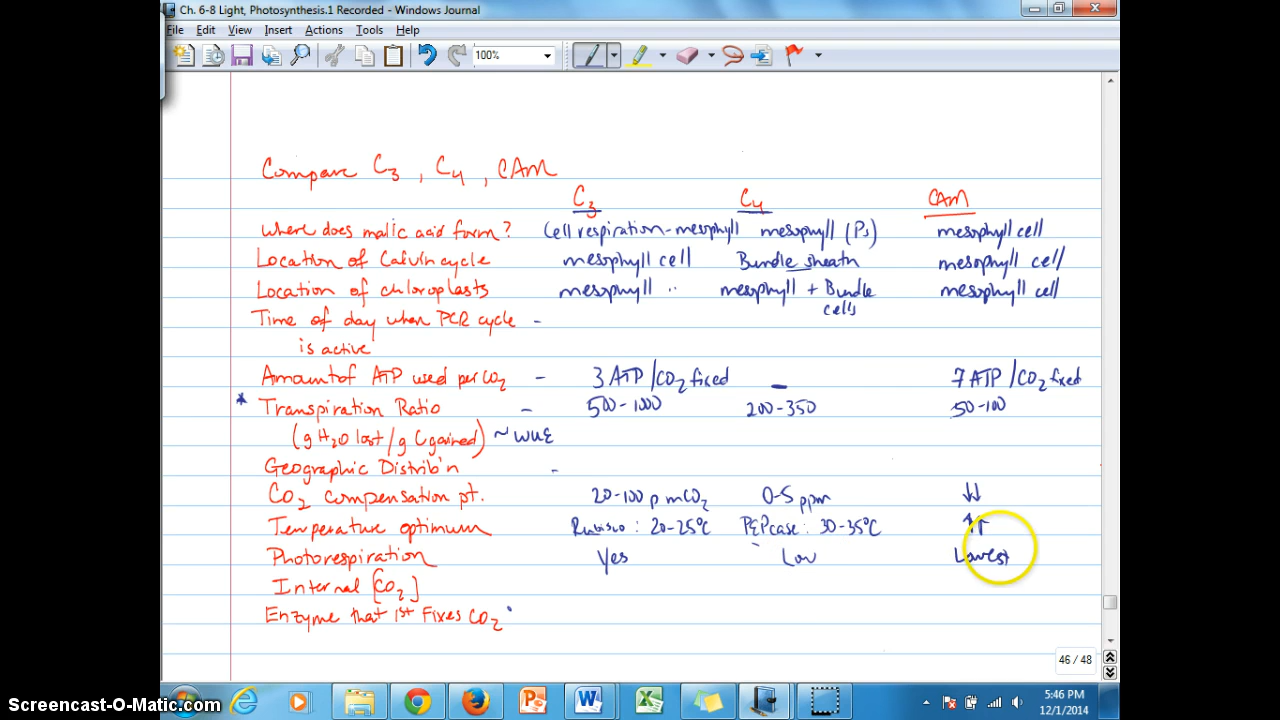 Ch. 6-8 Light, Photosynthesis.1 Recorded - Windows Journal
File Edit View Insert Actions Tools Help
100%
Compare C3, C4, CAM
C3 C4 CAM
Where does malic acid form? Cell respiration - mesophyll mesophyll (Ps) mesophyll cell
Location of Calvin cycle mesophyll cell Bundle sheath mesophyll cell
Location of chloroplasts mesophyll " mesophyll + Bundle mesophyll cell
cells
Time of day when PCR cycle -
is active
Amount of ATP used per CO2 - 3 ATP/CO2 fixed - 7 ATP/CO2 fixed
* Transpiration Ratio - 500-1000 200-350 50-100
(g H2O lost/g C gained) ~ WUE
Geographic Distrib'n -
CO2 compensation pt. 20-100 p m CO2 0-5 ppm ↓↓
Temperature optimum Rubisco: 20-25°C PEPcase: 30-35°C ↑↑
Photorespiration Yes Low Lowest
Internal [CO2]
Enzyme that 1st Fixes CO2
46 / 48
5:46 PM
12/1/2014
Screencast-O-Matic.com